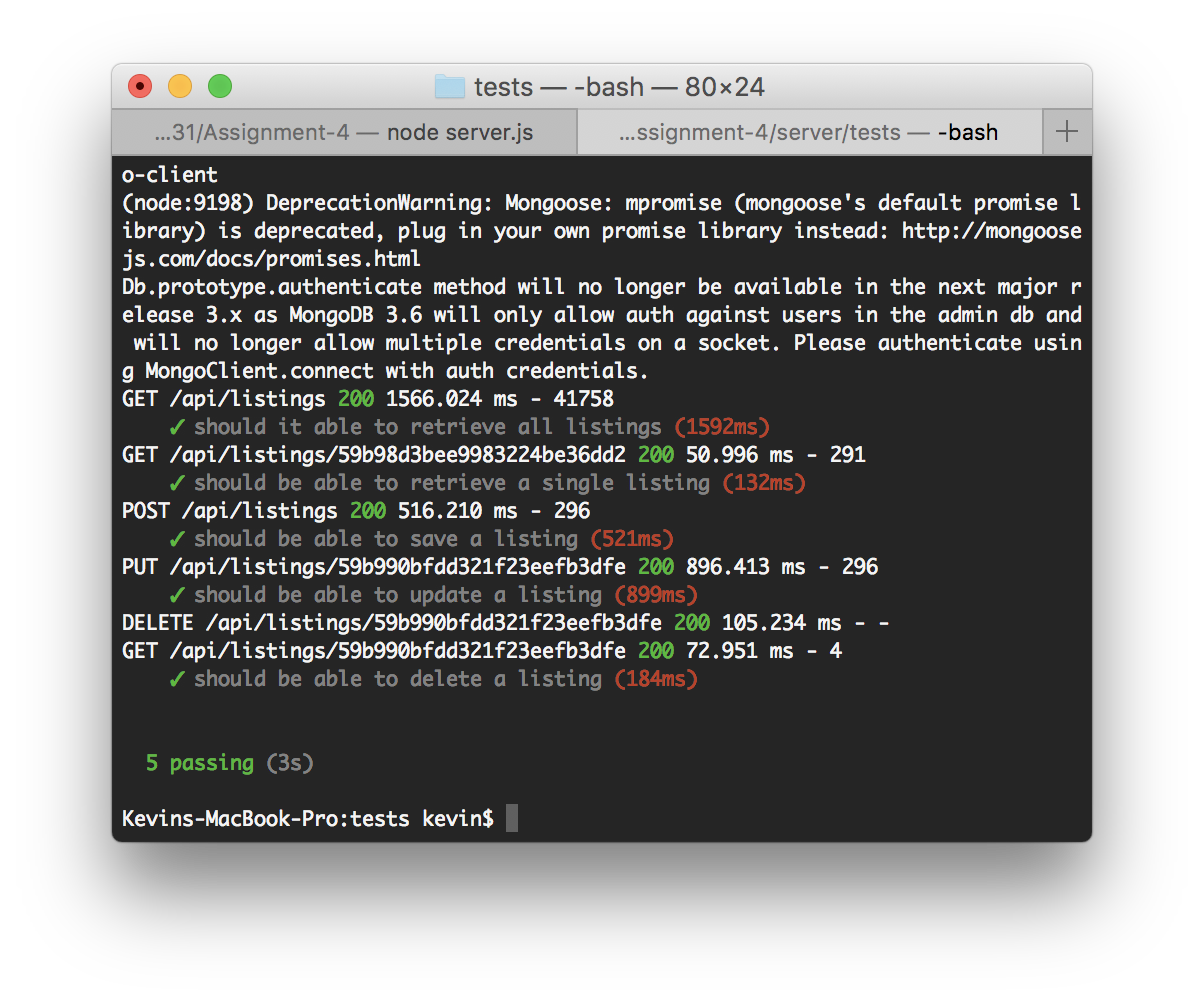 tests — -bash — 80×24
...31/Assignment-4 — node server.js
...ssignment-4/server/tests — -bash
o-client
(node:9198) DeprecationWarning: Mongoose: mpromise (mongoose's default promise l
ibrary) is deprecated, plug in your own promise library instead: http://mongoose
js.com/docs/promises.html
Db.prototype.authenticate method will no longer be available in the next major r
elease 3.x as MongoDB 3.6 will only allow auth against users in the admin db and
 will no longer allow multiple credentials on a socket. Please authenticate usin
g MongoClient.connect with auth credentials.
GET /api/listings 200 1566.024 ms - 41758
    ✓ should it able to retrieve all listings (1592ms)
GET /api/listings/59b98d3bee9983224be36dd2 200 50.996 ms - 291
    ✓ should be able to retrieve a single listing (132ms)
POST /api/listings 200 516.210 ms - 296
    ✓ should be able to save a listing (521ms)
PUT /api/listings/59b990bfdd321f23eefb3dfe 200 896.413 ms - 296
    ✓ should be able to update a listing (899ms)
DELETE /api/listings/59b990bfdd321f23eefb3dfe 200 105.234 ms - -
GET /api/listings/59b990bfdd321f23eefb3dfe 200 72.951 ms - 4
    ✓ should be able to delete a listing (184ms)
  5 passing (3s)
Kevins-MacBook-Pro:tests kevin$